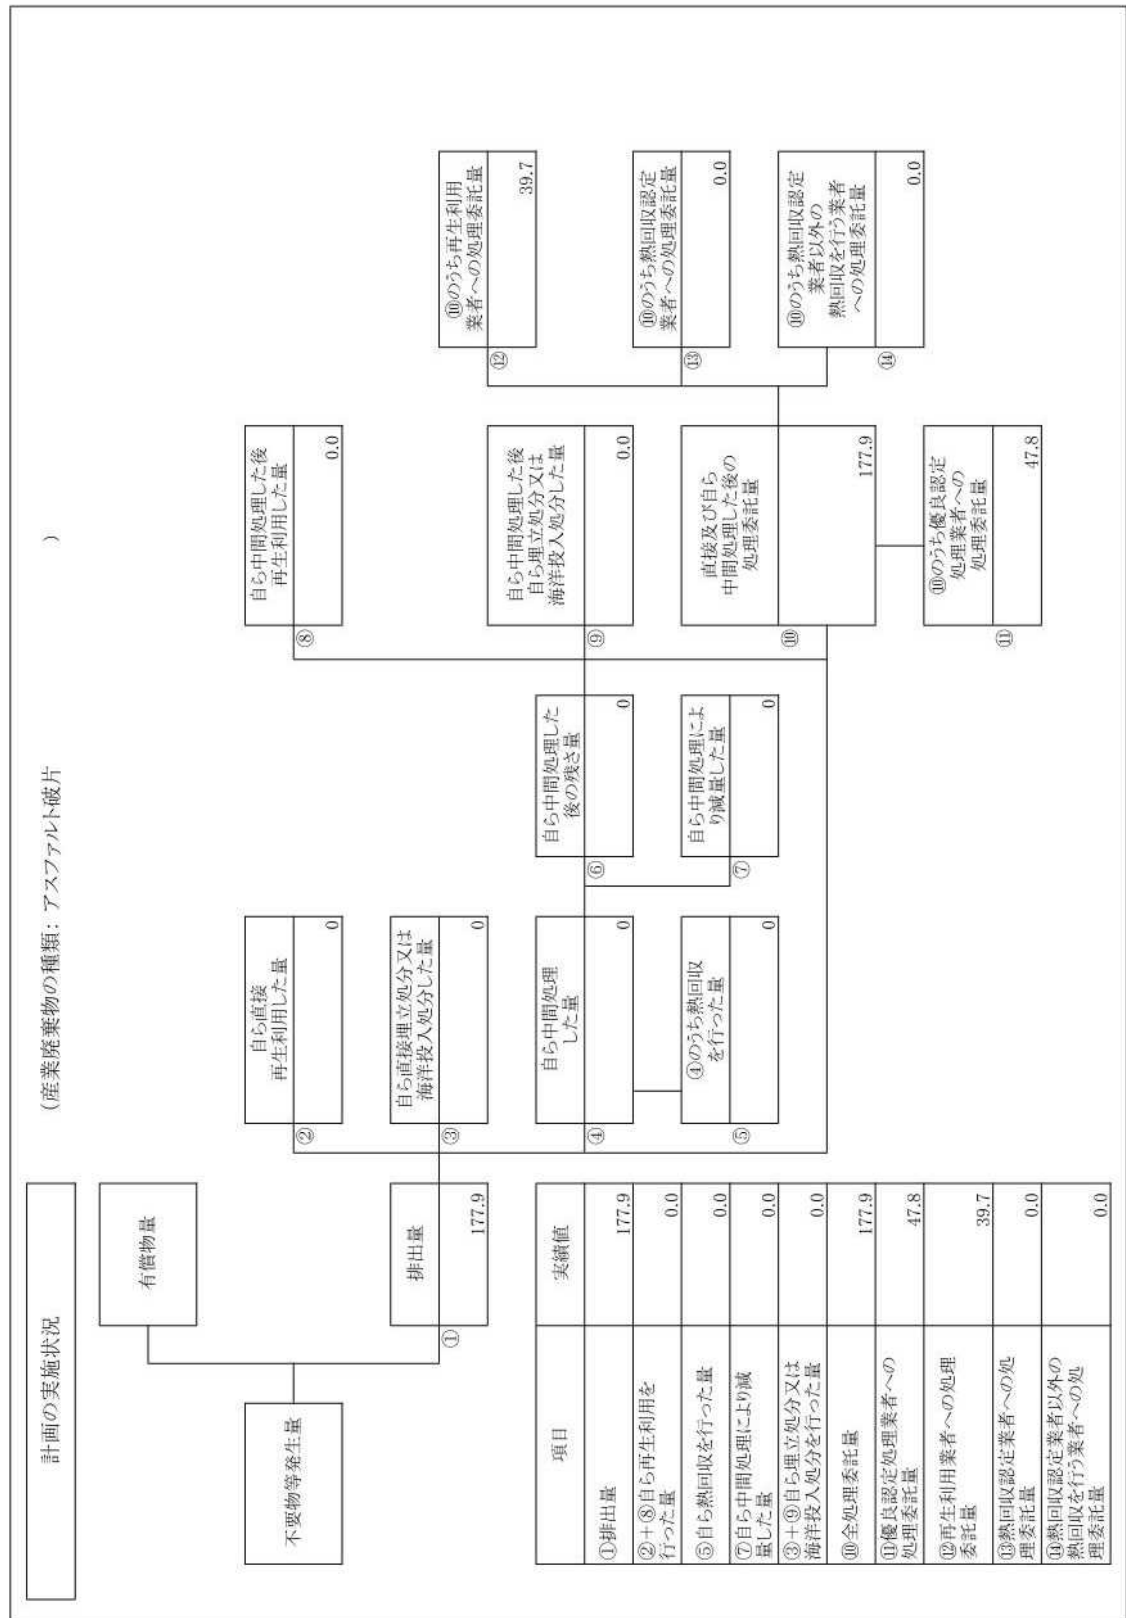 計画の実施状況
(産業廃棄物の種類: アスファルト破片
)
不要物等発生量
有償物量
①
排出量
177.9
②
自ら直接
再生利用した量
0
③
自ら直接埋立処分又は
海洋投入処分した量
0
④
自ら中間処理
した量
0
⑤
④のうち熱回収
を行った量
0
⑥
自ら中間処理した
後の残さ量
0
⑦
自ら中間処理によ
り減量した量
0
⑧
自ら中間処理した後
再生利用した量
0.0
⑨
自ら中間処理した後
自ら埋立処分又は
海洋投入処分した量
0.0
⑩
直接及び自ら
中間処理した後の
処理委託量
177.9
⑪
⑩のうち優良認定
処理業者への
処理委託量
47.8
⑫
⑩のうち再生利用
業者への処理委託量
39.7
⑬
⑩のうち熱回収認定
業者への処理委託量
0.0
⑭
⑩のうち熱回収認定
業者以外の
熱回収を行う業者
への処理委託量
0.0
項目 実績値
①排出量 177.9
②+⑧自ら再生利用を
行った量 0.0
⑤自ら熱回収を行った量 0.0
⑦自ら中間処理により減
量した量 0.0
③+⑨自ら埋立処分又は
海洋投入処分を行った量 0.0
⑩全処理委託量 177.9
⑪優良認定処理業者への
処理委託量 47.8
⑫再生利用業者への処理
委託量 39.7
⑬熱回収認定業者への処
理委託量 0.0
⑭熱回収認定業者以外の
熱回収を行う業者への処
理委託量 0.0